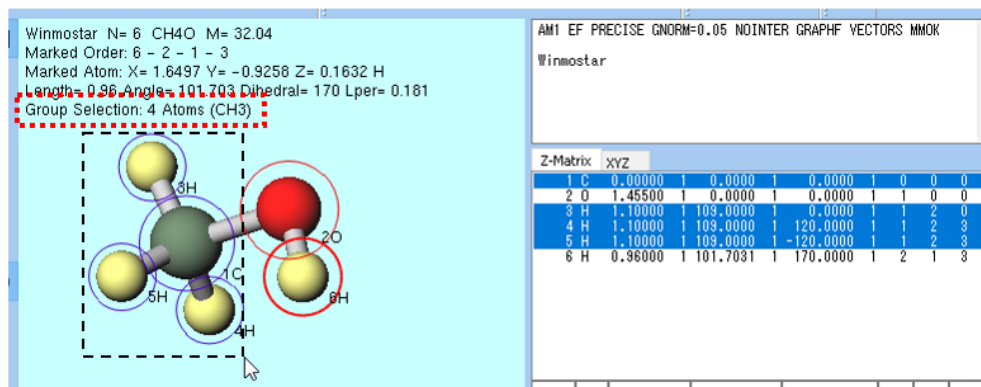 Winmostar N= 6 CH4O M= 32.04
Marked Order: 6 – 2 – 1 – 3
Marked Atom: X= 1.6497 Y= –0.9258 Z= 0.1632 H
Length= 0.96 Angle= 101.703 Dihedral= 170 Lper= 0.181
Group Selection: 4 Atoms (CH3)
3H
2O
1C
5H
6H
4H
AM1 EF PRECISE GNORM=0.05 NOINTER GRAPHF VECTORS MMOK
Winmostar
Z-Matrix XYZ
1 C 0.00000 1 0.0000 1 0.0000 1 0 0 0
2 O 1.45500 1 0.0000 1 0.0000 1 1 0 0
3 H 1.10000 1 109.0000 1 0.0000 1 1 2 0
4 H 1.10000 1 109.0000 1 120.0000 1 1 2 3
5 H 1.10000 1 109.0000 1 -120.0000 1 1 2 3
6 H 0.96000 1 101.7031 1 170.0000 1 2 1 3